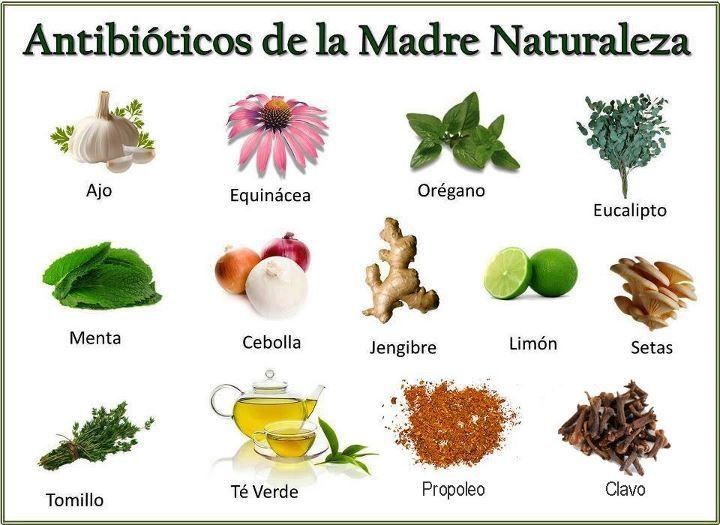 Antibióticos de la Madre Naturaleza
Ajo
Equinácea
Orégano
Eucalipto
Menta
Cebolla
Jengibre
Limón
Setas
Tomillo
Té Verde
Propoleo
Clavo